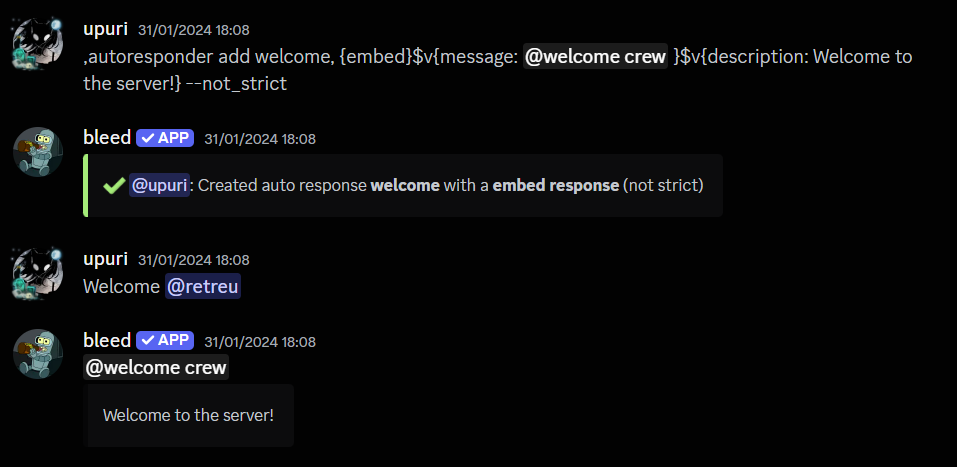 upuri 31/01/2024 18:08
,autoresponder add welcome, {embed}$v{message: @welcome crew }$v{description: Welcome to
the server!} --not_strict
bleed ✓ APP 31/01/2024 18:08
@upuri: Created auto response welcome with a embed response (not strict)
upuri 31/01/2024 18:08
Welcome @retreu
bleed ✓ APP 31/01/2024 18:08
@welcome crew
Welcome to the server!